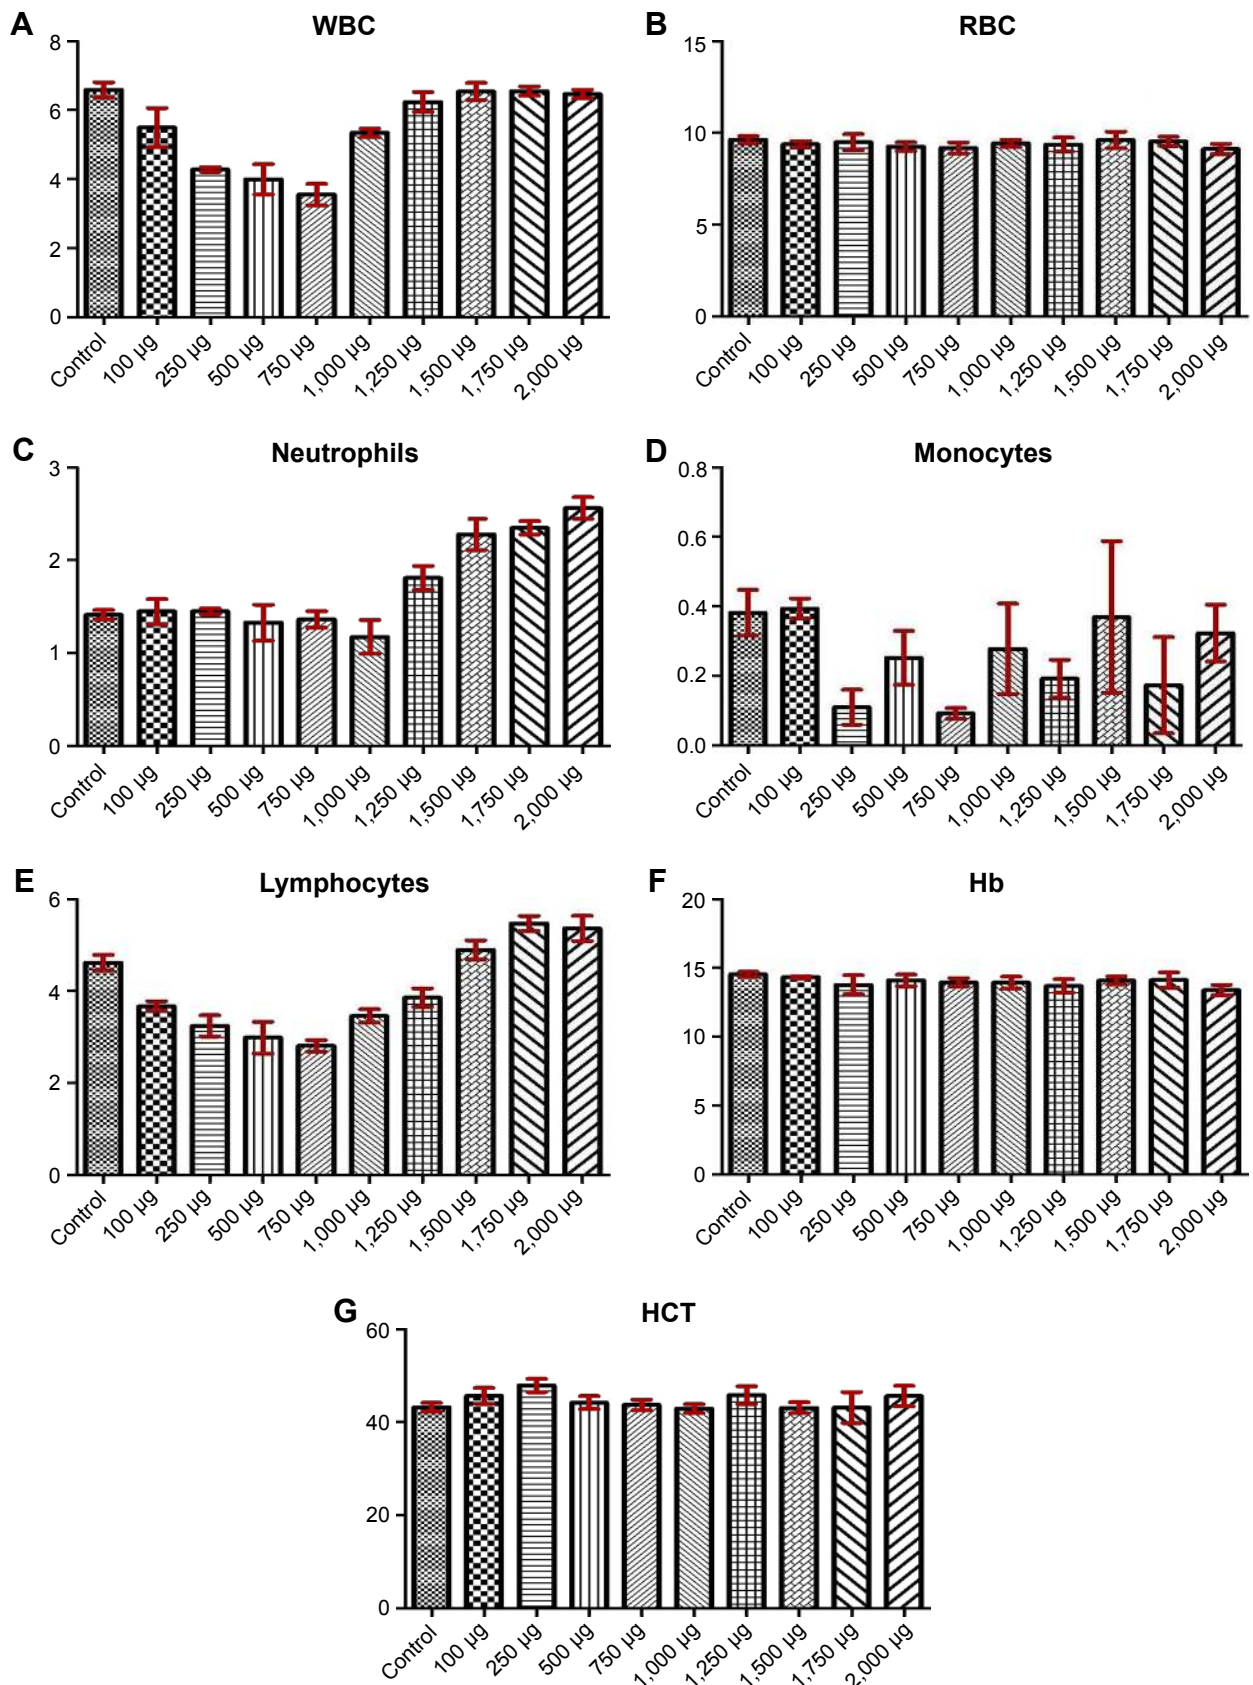 A WBC
8
6
4
2
0
Control 100 µg 250 µg 500 µg 750 µg 1,000 µg 1,250 µg 1,500 µg 1,750 µg 2,000 µg
B RBC
15
10
5
0
Control 100 µg 250 µg 500 µg 750 µg 1,000 µg 1,250 µg 1,500 µg 1,750 µg 2,000 µg
C Neutrophils
3
2
1
0
Control 100 µg 250 µg 500 µg 750 µg 1,000 µg 1,250 µg 1,500 µg 1,750 µg 2,000 µg
D Monocytes
0.8
0.6
0.4
0.2
0.0
Control 100 µg 250 µg 500 µg 750 µg 1,000 µg 1,250 µg 1,500 µg 1,750 µg 2,000 µg
E Lymphocytes
6
4
2
0
Control 100 µg 250 µg 500 µg 750 µg 1,000 µg 1,250 µg 1,500 µg 1,750 µg 2,000 µg
F Hb
20
15
10
5
0
Control 100 µg 250 µg 500 µg 750 µg 1,000 µg 1,250 µg 1,500 µg 1,750 µg 2,000 µg
G HCT
60
40
20
0
Control 100 µg 250 µg 500 µg 750 µg 1,000 µg 1,250 µg 1,500 µg 1,750 µg 2,000 µg